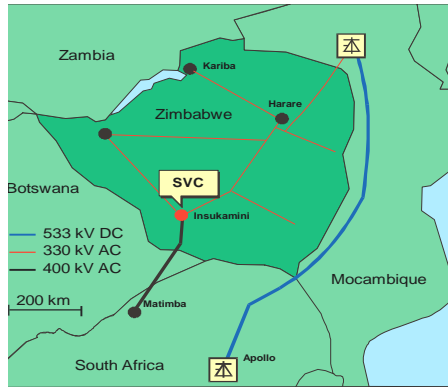 Zambia
Kariba
Harare
Zimbabwe
SVC
Botswana
Insukamini
533 kV DC
330 kV AC
400 kV AC
Mocambique
200 km
Matimba
Apollo
South Africa